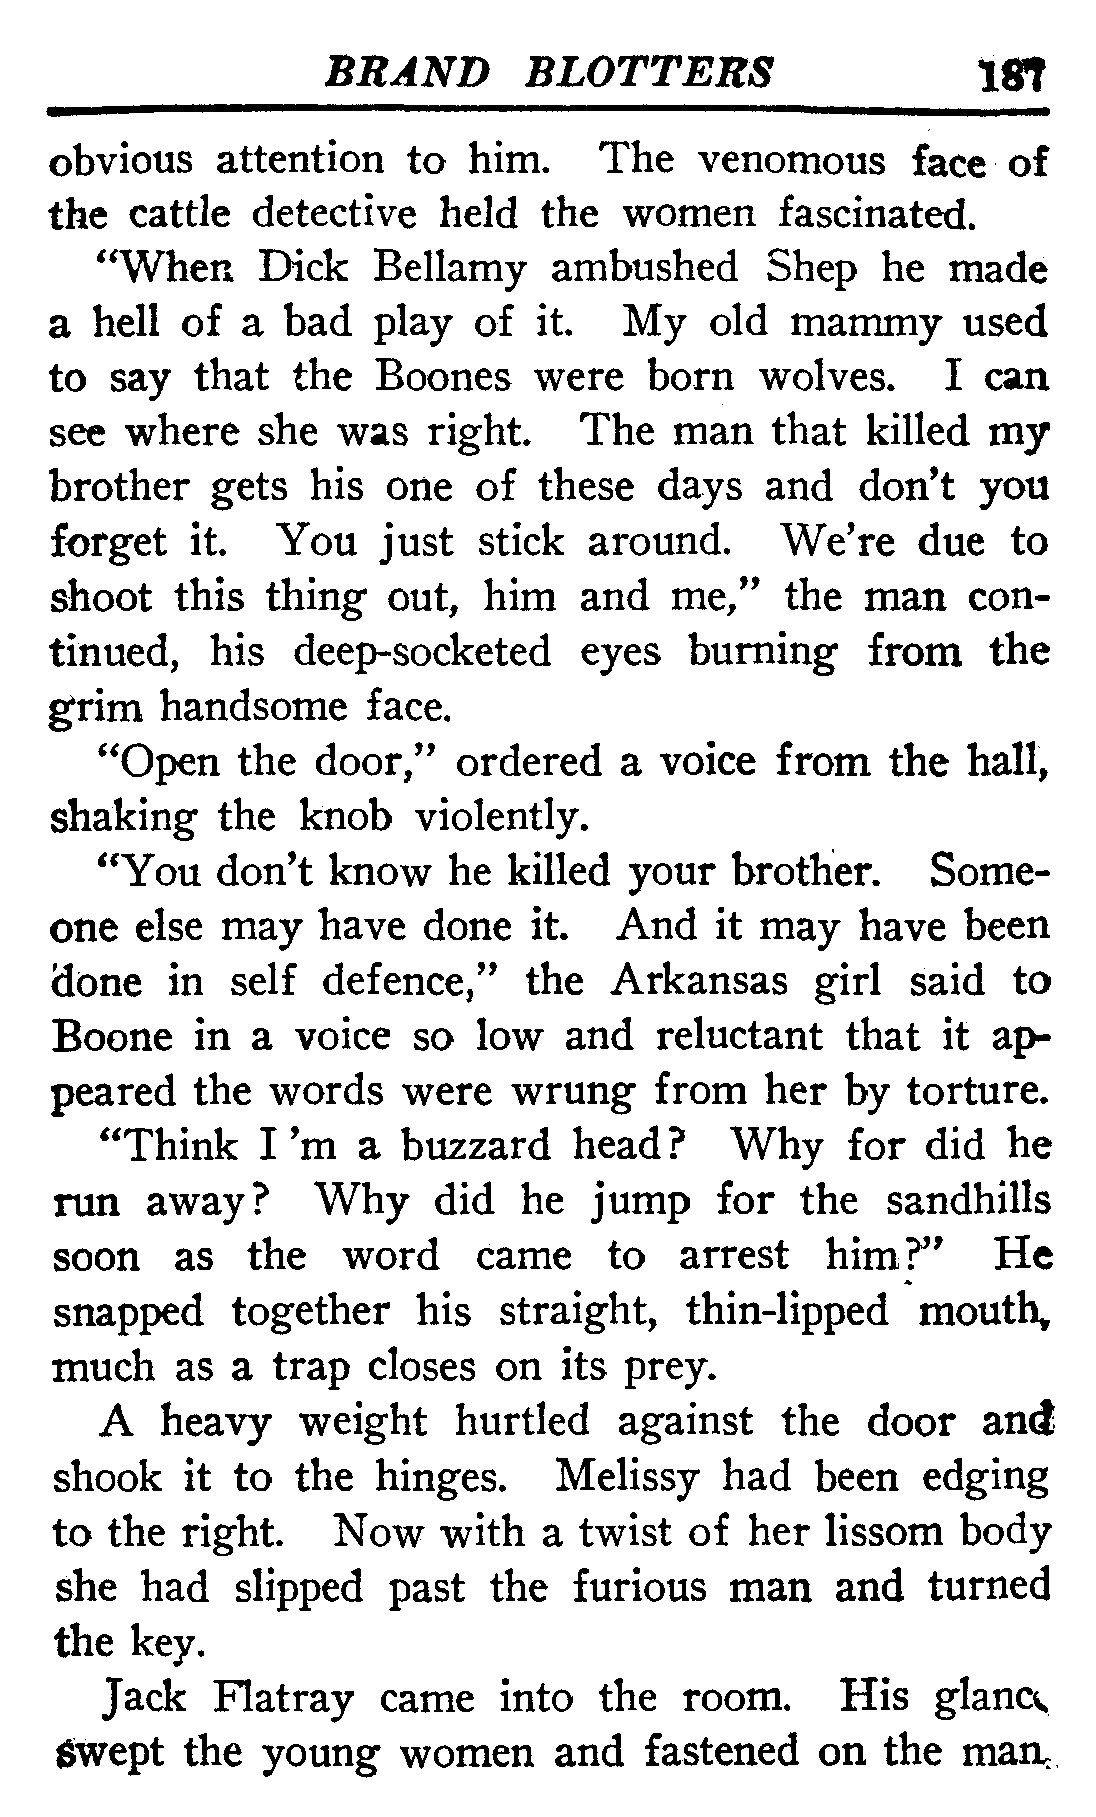 BRAND BLOTTERS 187
obvious attention to him. The venomous face of
the cattle detective held the women fascinated.
"When Dick Bellamy ambushed Shep he made
a hell of a bad play of it. My old mammy used
to say that the Boones were born wolves. I can
see where she was right. The man that killed my
brother gets his one of these days and don't you
forget it. You just stick around. We're due to
shoot this thing out, him and me," the man con-
tinued, his deep-socketed eyes burning from the
grim handsome face.
"Open the door," ordered a voice from the hall,
shaking the knob violently.
"You don't know he killed your brother. Some-
one else may have done it. And it may have been
done in self defence," the Arkansas girl said to
Boone in a voice so low and reluctant that it ap-
peared the words were wrung from her by torture.
"Think I 'm a buzzard head? Why for did he
run away? Why did he jump for the sandhills
soon as the word came to arrest him?" He
snapped together his straight, thin-lipped mouth,
much as a trap closes on its prey.
A heavy weight hurtled against the door and
shook it to the hinges. Melissy had been edging
to the right. Now with a twist of her lissom body
she had slipped past the furious man and turned
the key.
Jack Flatray came into the room. His glance
swept the young women and fastened on the man.